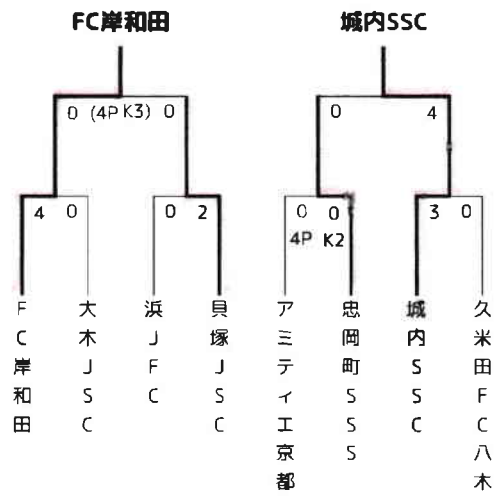 FC岸和田
城内SSC
0 (4PK3) 0
0 4
4 0
0 2
0 0
4P K2
3 0
FC岸和田
大木JSC
浜JFC
貝塚JSC
アミティエ京都
忠岡町SSS
城内SSC
久米田FC八木